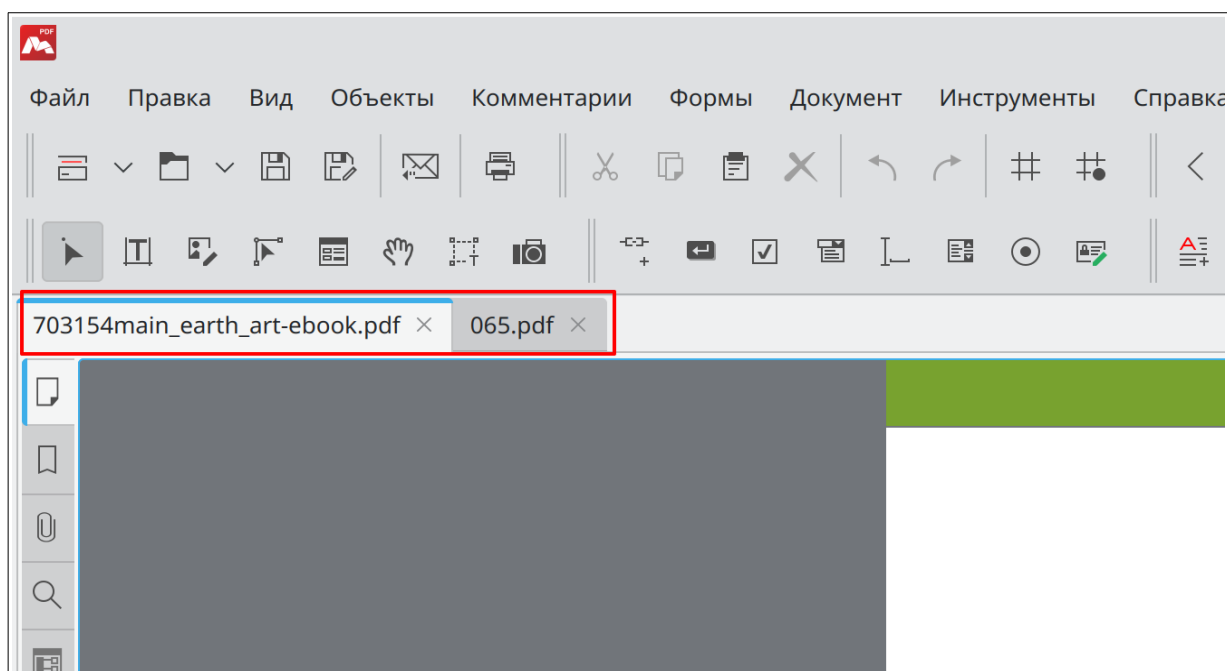 PDF
Файл Правка Вид Объекты Комментарии Формы Документ Инструменты Справка
703154main_earth_art-ebook.pdf 065.pdf